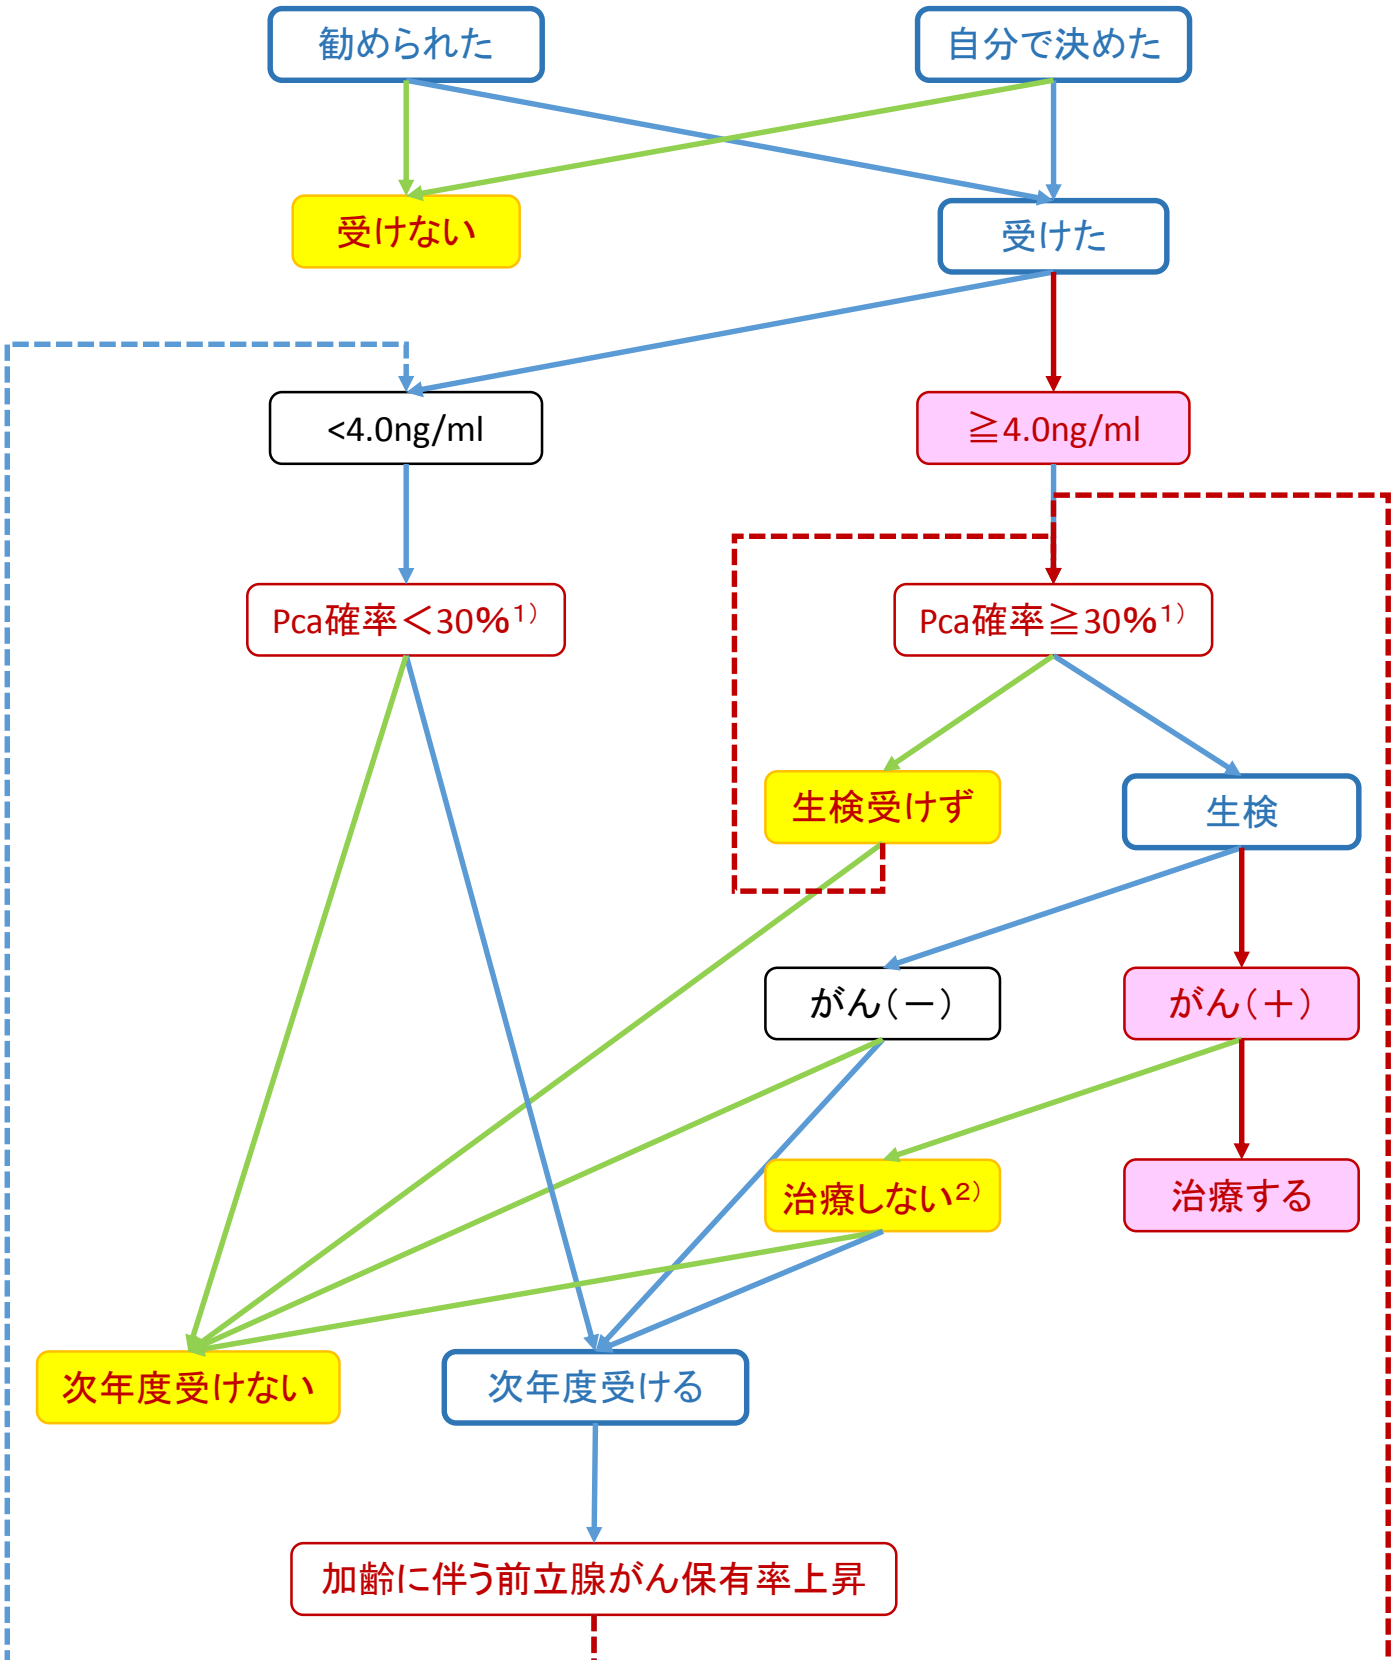 勧められた
自分で決めた
受けない
受けた
<4.0ng/ml
≧4.0ng/ml
Pca確率＜30%¹⁾
Pca確率≧30%¹⁾
生検受けず
生検
がん（－）
がん（＋）
治療しない²⁾
治療する
次年度受けない
次年度受ける
加齢に伴う前立腺がん保有率上昇